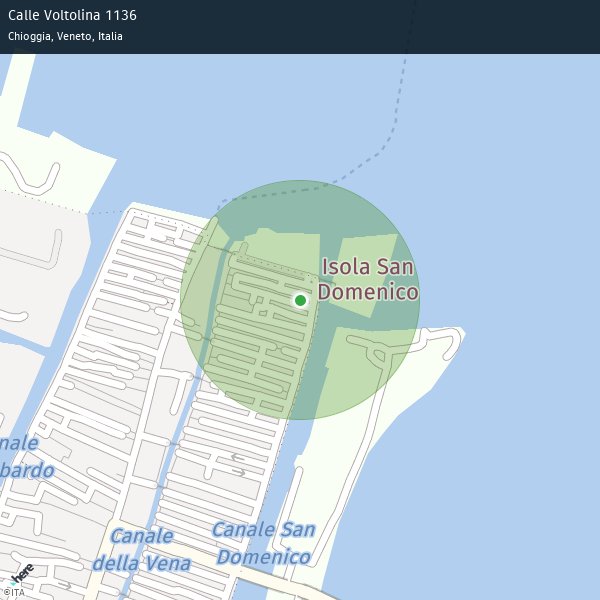 Calle Voltolina 1136
Chioggia, Veneto, Italia
Isola San
Domenico
nale
bardo
Canale
della Vena
Canale San
Domenico
here
©ITA